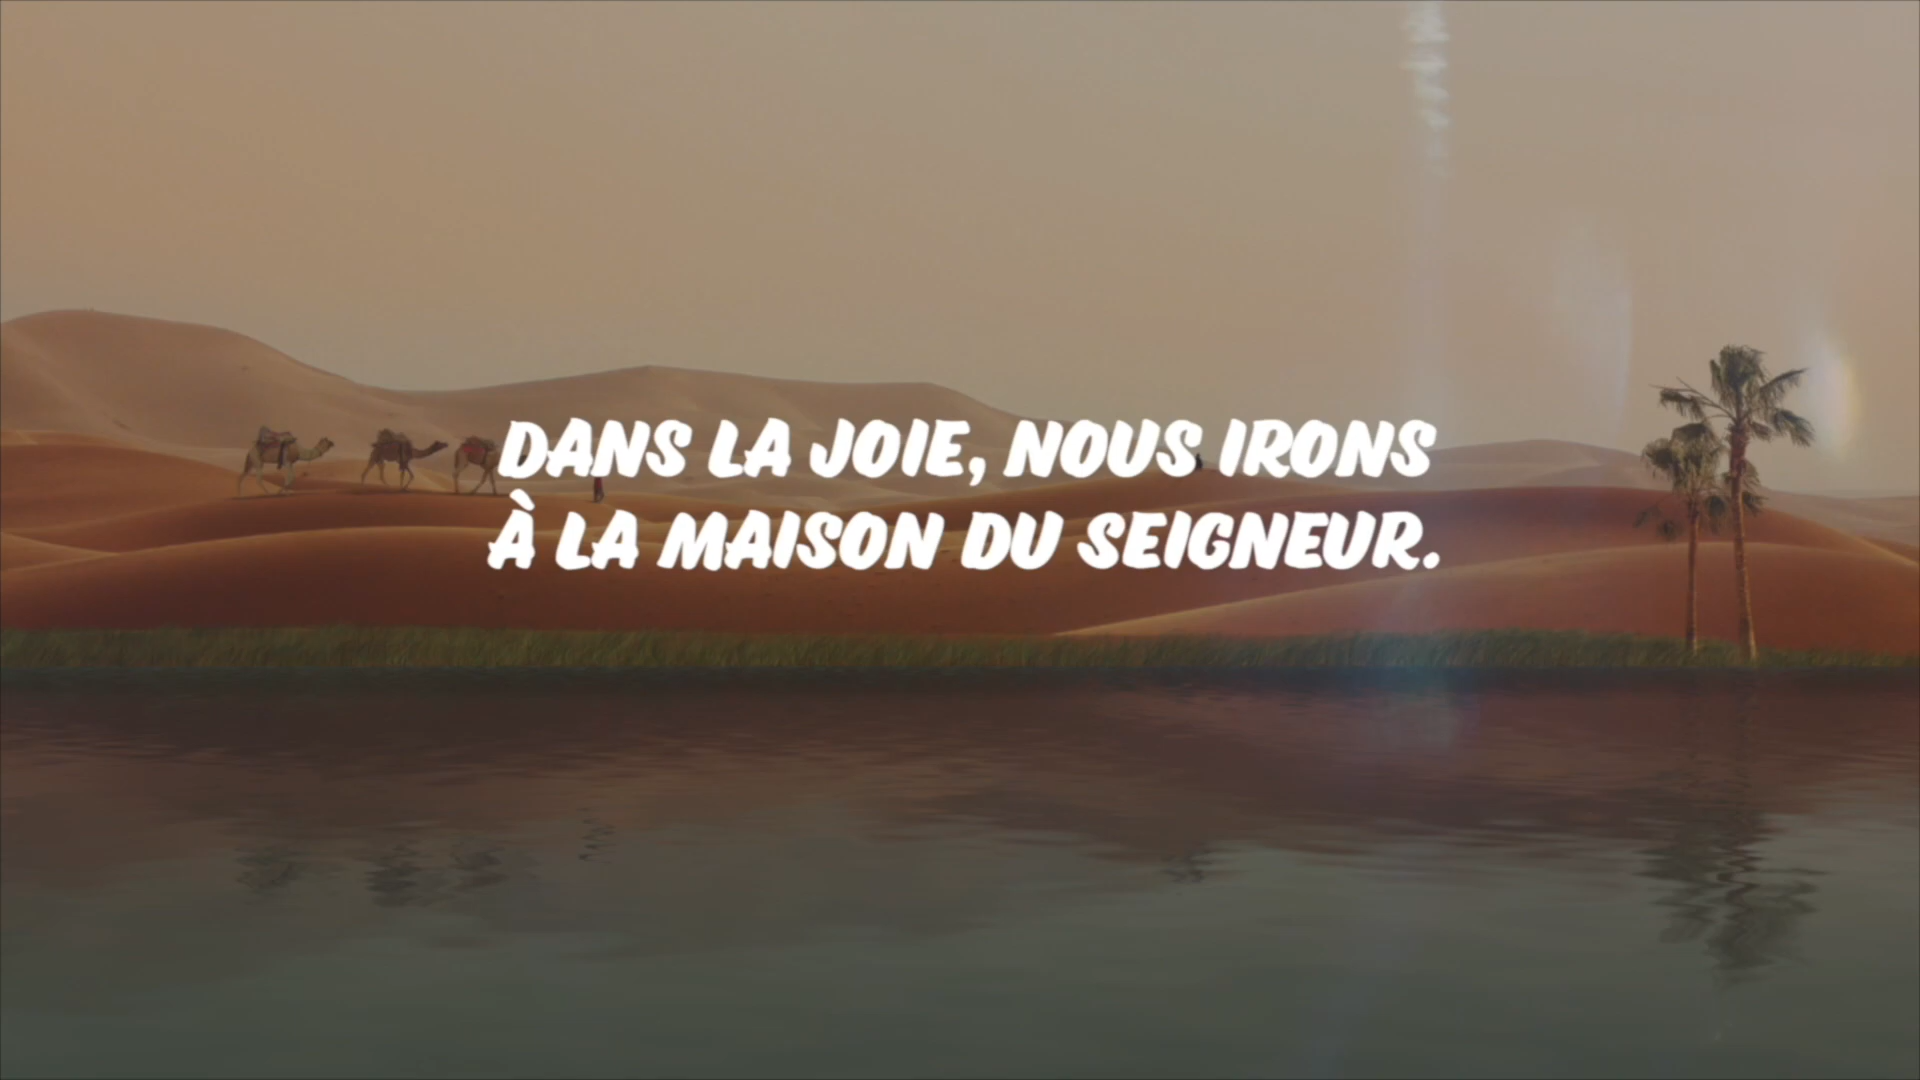 DANS LA JOIE, NOUS IRONS
À LA MAISON DU SEIGNEUR.